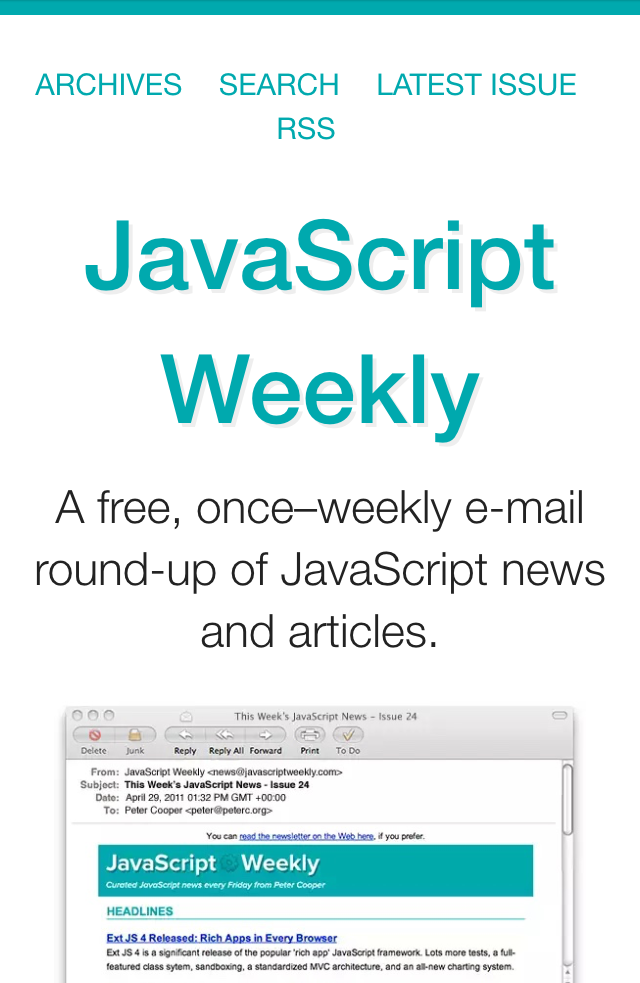 ARCHIVES SEARCH LATEST ISSUE
RSS
JavaScript
Weekly
A free, once–weekly e-mail
round-up of JavaScript news
and articles.
This Week's JavaScript News – Issue 24
Delete Junk Reply Reply All Forward Print To Do
From: JavaScript Weekly <news@javascriptweekly.com>
Subject: This Week's JavaScript News - Issue 24
Date: April 29, 2011 01:32 PM GMT +00:00
To: Peter Cooper <peter@peterc.org>
You can read the newsletter on the Web here, if you prefer.
JavaScript Weekly
Curated JavaScript news every Friday from Peter Cooper
HEADLINES
Ext JS 4 Released: Rich Apps in Every Browser
Ext JS 4 is a significant release of the popular 'rich app' JavaScript framework. Lots more tests, a full-
featured class sytem, sandboxing, a standardized MVC architecture, and an all-new charting system.